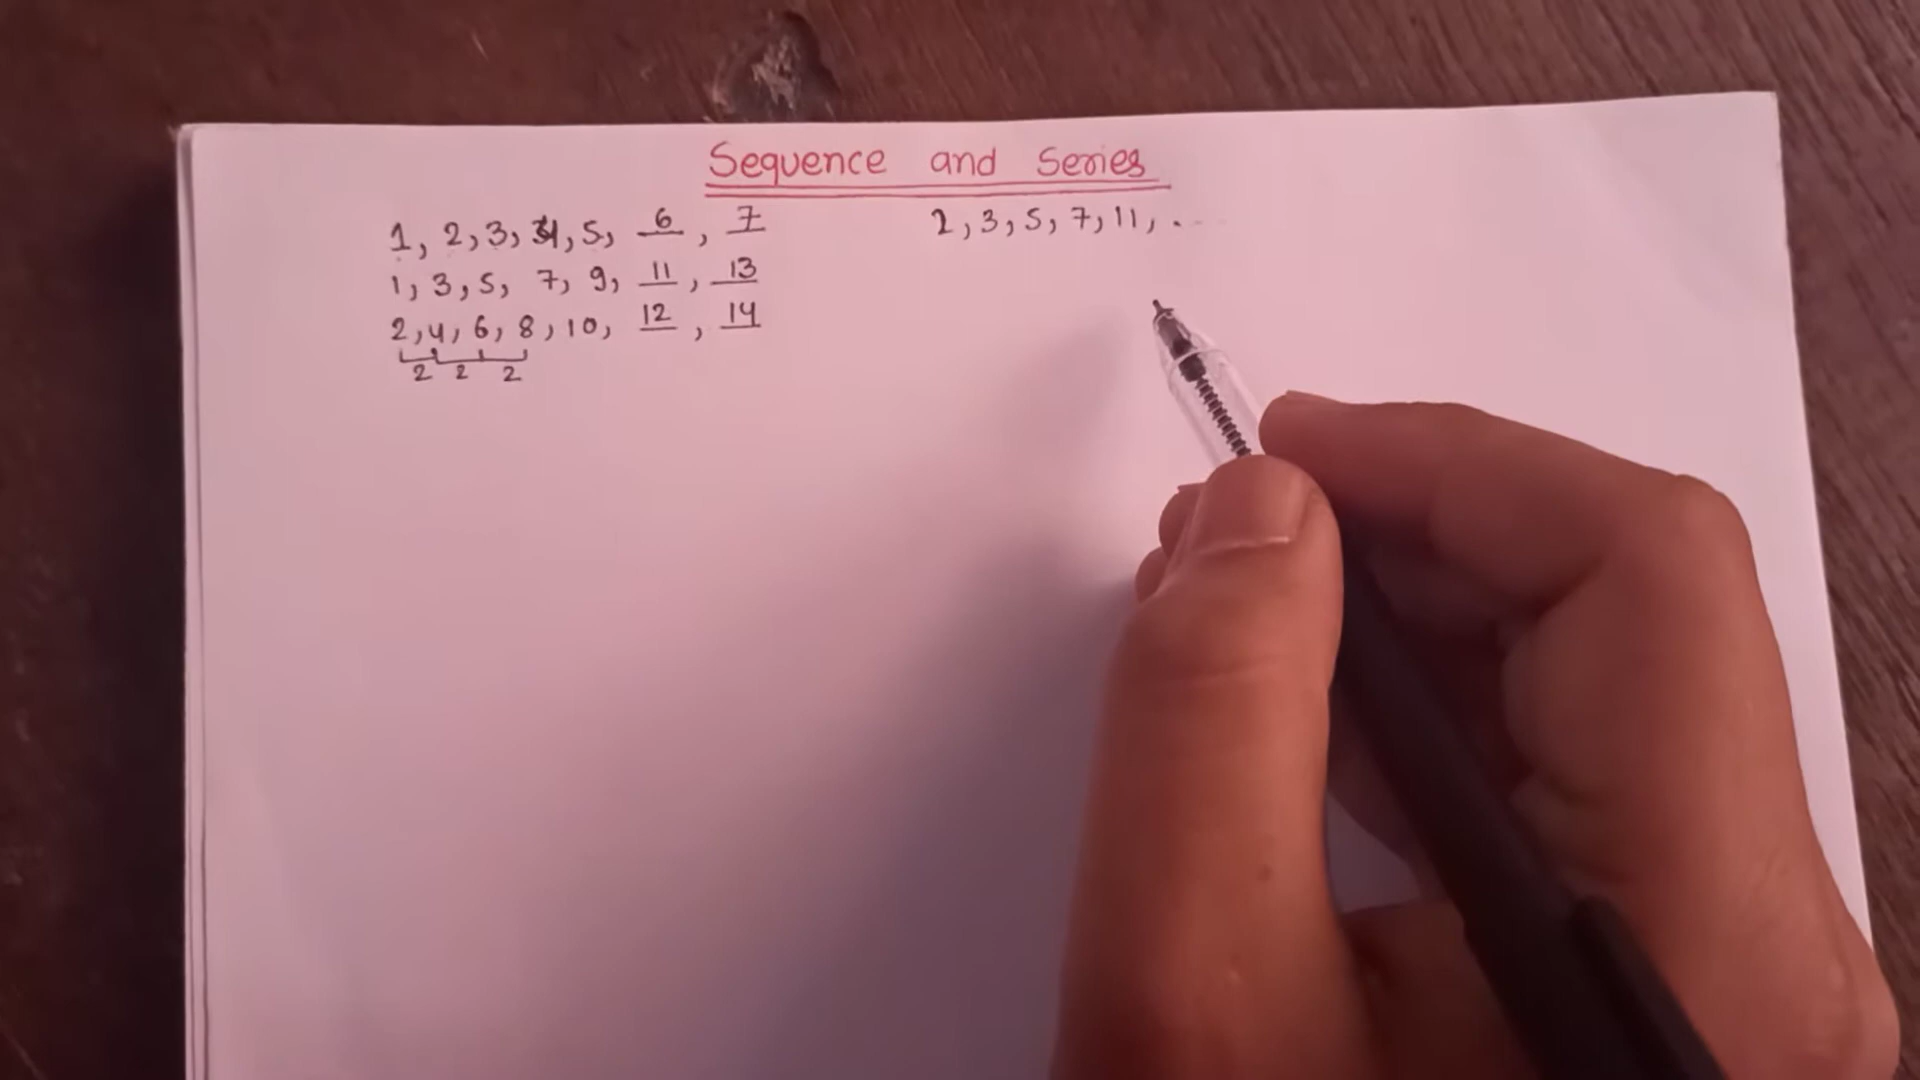 Sequence and Series
1, 2, 3, 4, 5, 6, 7
1, 3, 5, 7, 9, 11, 13
2, 4, 6, 8, 10, 12, 14
2 2 2
2, 3, 5, 7, 11, ....